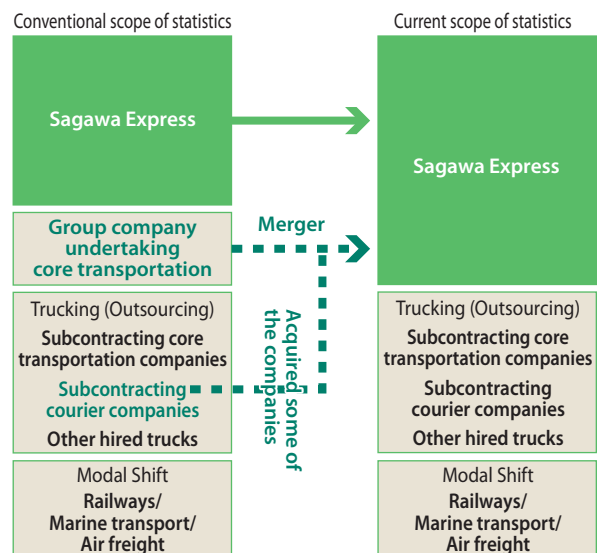 Conventional scope of statistics
Sagawa Express
Group company
undertaking
core transportation
Trucking (Outsourcing)
Subcontracting core
transportation companies
Subcontracting
courier companies
Other hired trucks
Modal Shift
Railways/
Marine transport/
Air freight
Merger
Acquired some of
the companies
Current scope of statistics
Sagawa Express
Trucking (Outsourcing)
Subcontracting core
transportation companies
Subcontracting
courier companies
Other hired trucks
Modal Shift
Railways/
Marine transport/
Air freight